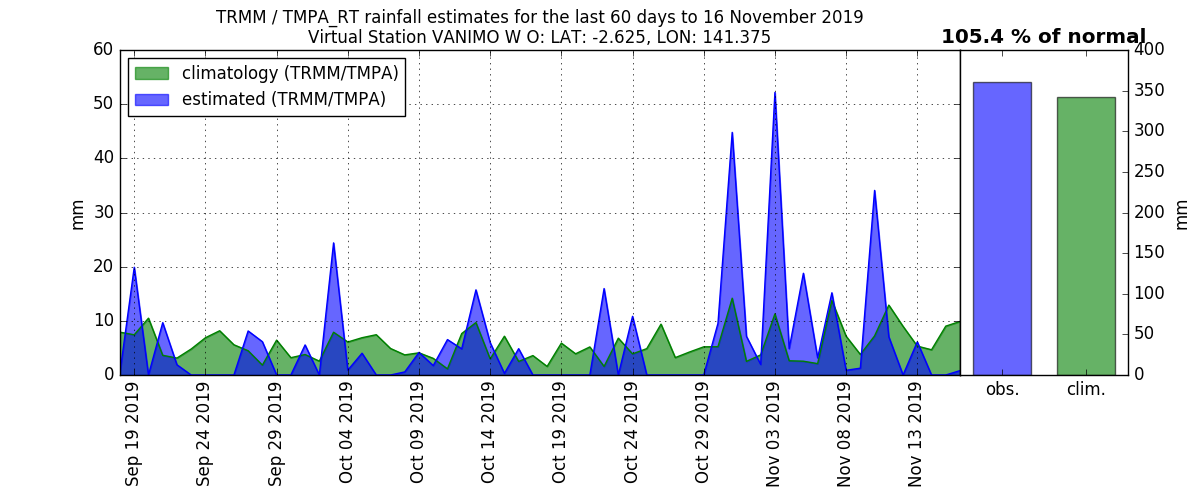 TRMM / TMPA_RT rainfall estimates for the last 60 days to 16 November 2019
Virtual Station VANIMO W O: LAT: -2.625, LON: 141.375
105.4 % of normal
climatology (TRMM/TMPA)
estimated (TRMM/TMPA)
60
50
40
30
20
10
0
mm
400
350
300
250
200
150
100
50
0
mm
Sep 19 2019
Sep 24 2019
Sep 29 2019
Oct 04 2019
Oct 09 2019
Oct 14 2019
Oct 19 2019
Oct 24 2019
Oct 29 2019
Nov 03 2019
Nov 08 2019
Nov 13 2019
obs.
clim.